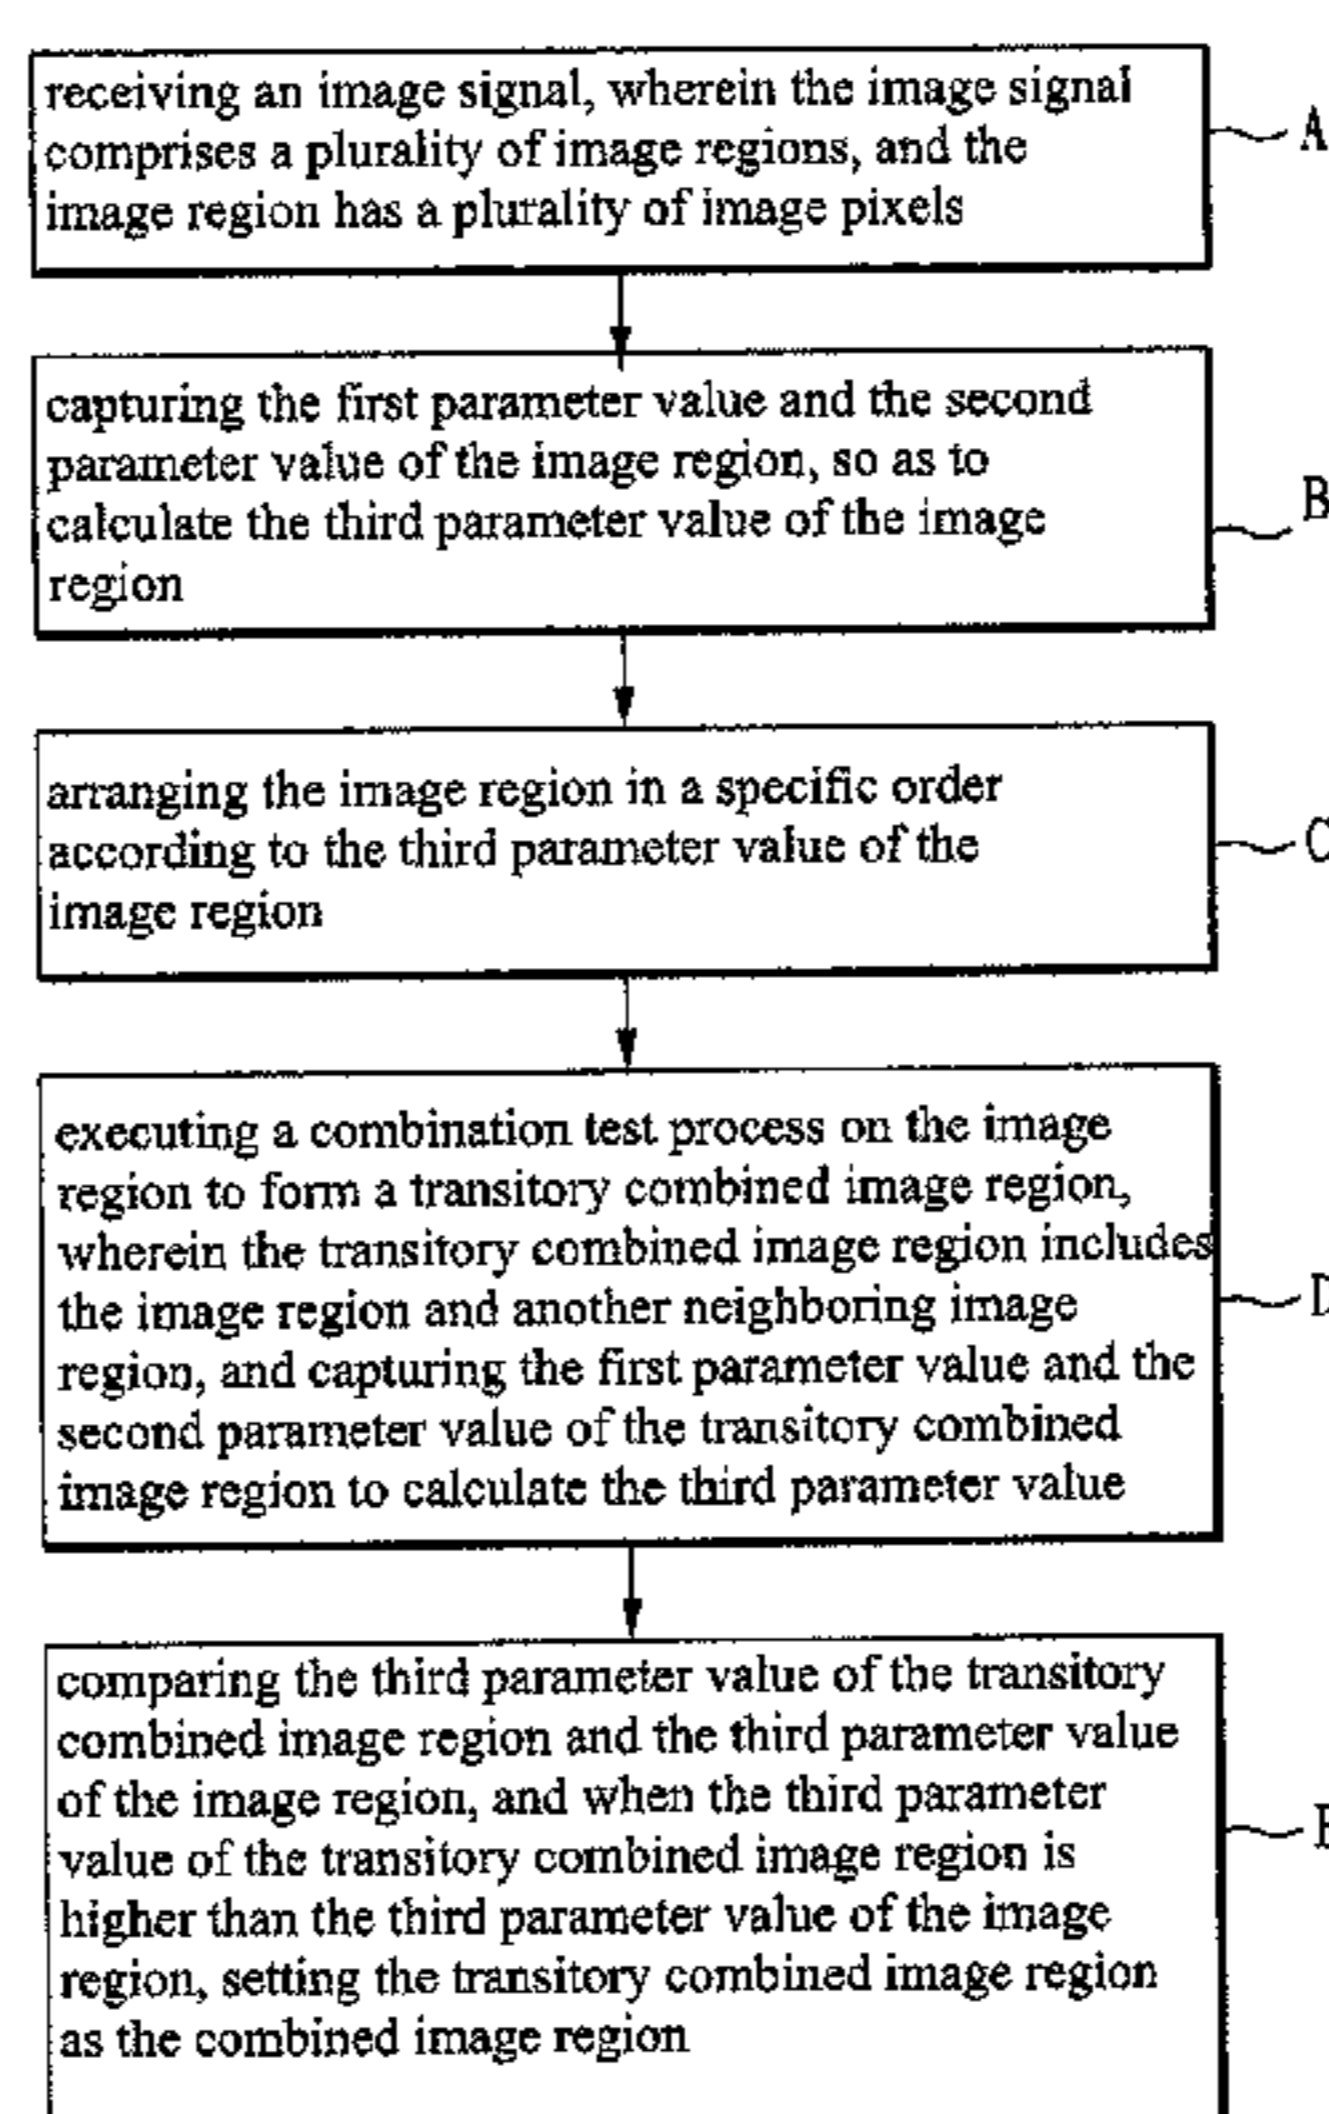 receiving an image signal, wherein the image signal
comprises a plurality of image regions, and the
image region has a plurality of image pixels
A
capturing the first parameter value and the second
parameter value of the image region, so as to
calculate the third parameter value of the image
region
B
arranging the image region in a specific order
according to the third parameter value of the
image region
C
executing a combination test process on the image
region to form a transitory combined image region,
wherein the transitory combined image region includes
the image region and another neighboring image
region, and capturing the first parameter value and the
second parameter value of the transitory combined
image region to calculate the third parameter value
D
comparing the third parameter value of the transitory
combined image region and the third parameter value
of the image region, and when the third parameter
value of the transitory combined image region is
higher than the third parameter value of the image
region, setting the transitory combined image region
as the combined image region
E